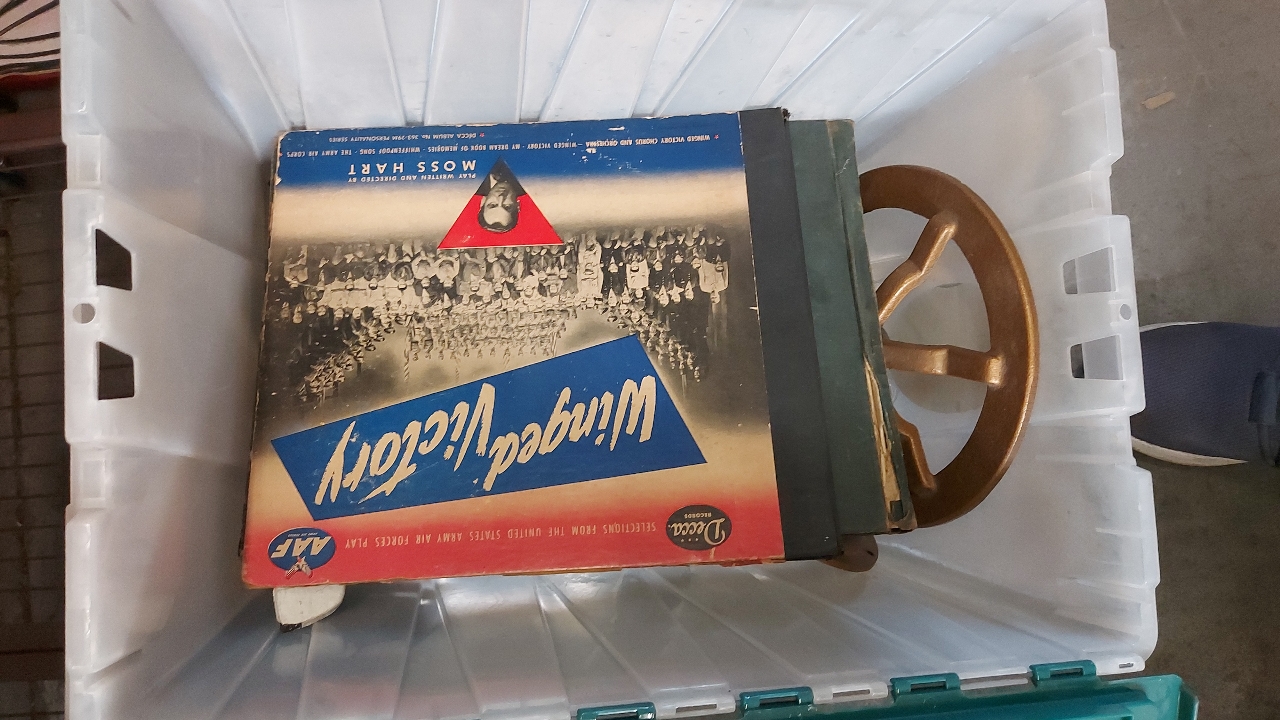 Decca
RECORDS
SELECTIONS FROM THE UNITED STATES ARMY AIR FORCES PLAY
AAF
Winged Victory
PLAY WRITTEN AND DIRECTED BY
MOSS HART
WINGED VICTORY CHORUS AND ORCHESTRA
WINGED VICTORY · MY DREAM BOOK OF MEMORIES · WHIFFENPOOF SONG · THE ARMY AIR CORPS
DECCA ALBUM No. 363-29M PERSONALITY SERIES